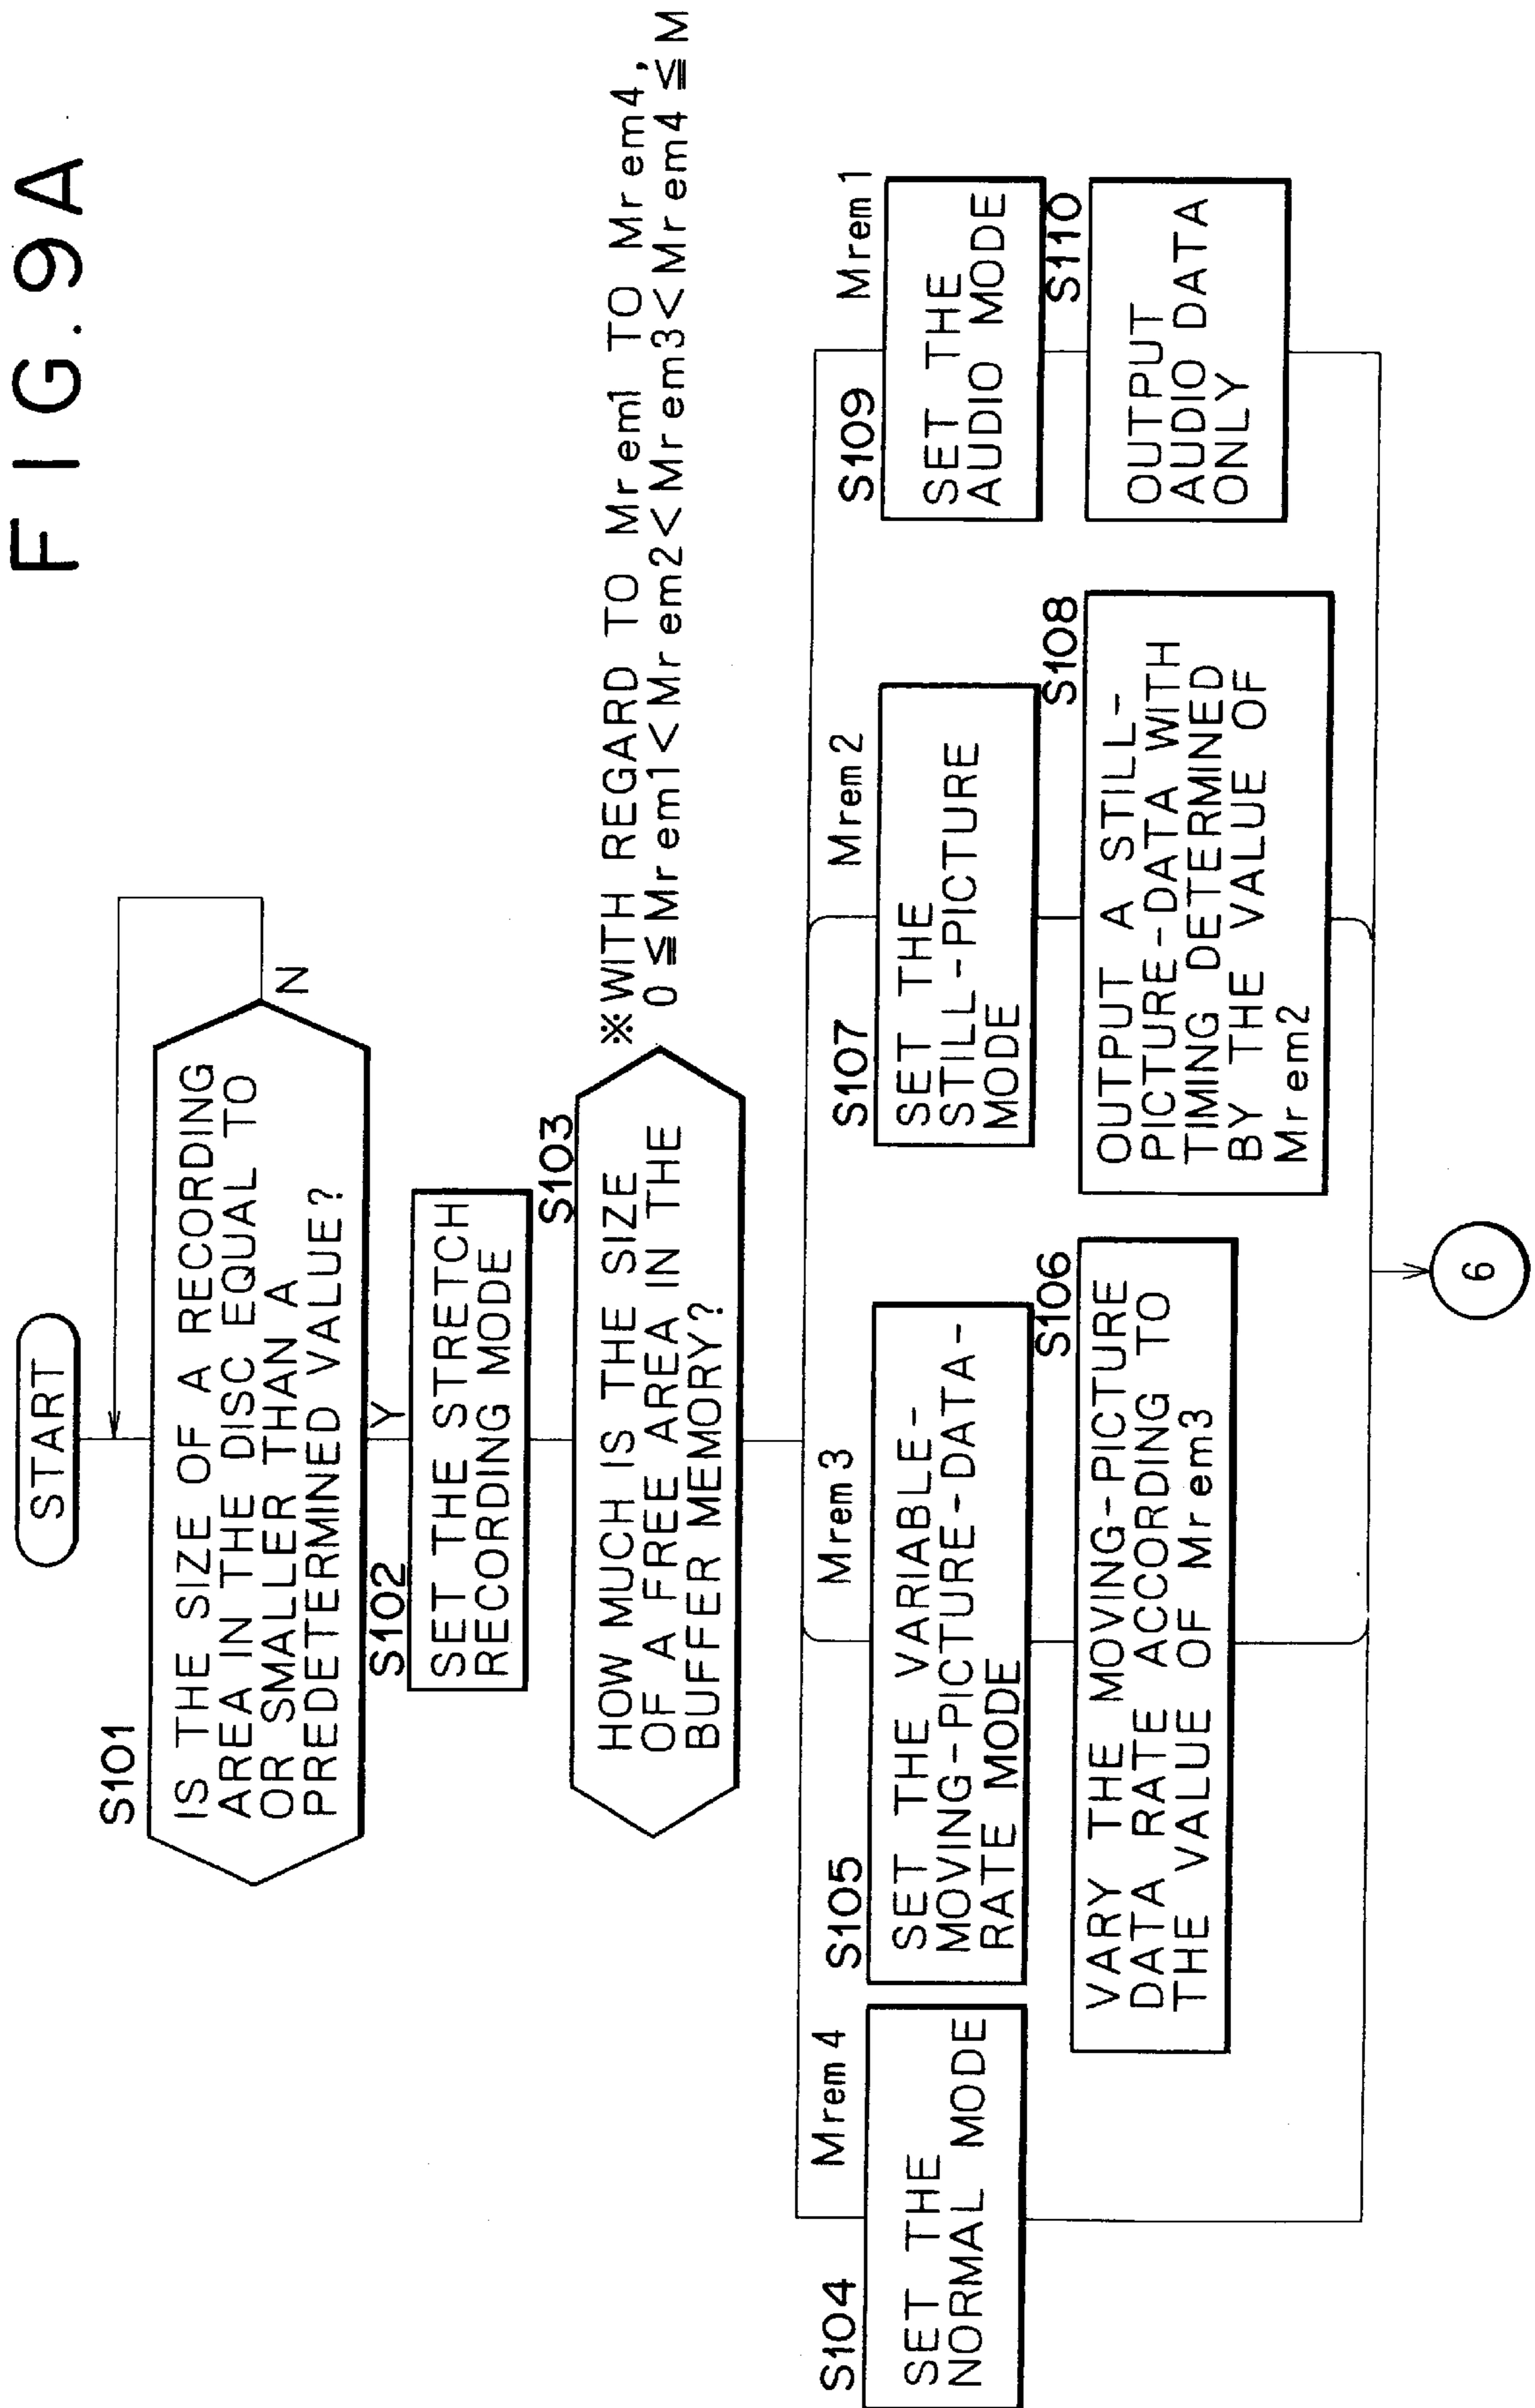 FIG.9A
START
S101
IS THE SIZE OF A RECORDING
AREA IN THE DISC EQUAL TO
OR SMALLER THAN A
PREDETERMINED VALUE?
N
Y
S102
SET THE STRETCH
RECORDING MODE
S103
HOW MUCH IS THE SIZE
OF A FREE AREA IN THE
BUFFER MEMORY?
※WITH REGARD TO Mrem1 TO Mrem4,
0≦Mrem1<Mrem2<Mrem3<Mrem4≦M
Mrem4
S104
SET THE
NORMAL MODE
Mrem3
S105
SET THE VARIABLE-
MOVING-PICTURE-DATA-
RATE MODE
S106
VARY THE MOVING-PICTURE
DATA RATE ACCORDING TO
THE VALUE OF Mrem3
Mrem2
S107
SET THE
STILL-PICTURE
MODE
S108
OUTPUT A STILL-
PICTURE-DATA WITH
TIMING DETERMINED
BY THE VALUE OF
Mrem2
Mrem1
S109
SET THE
AUDIO MODE
S110
OUTPUT
AUDIO DATA
ONLY
6